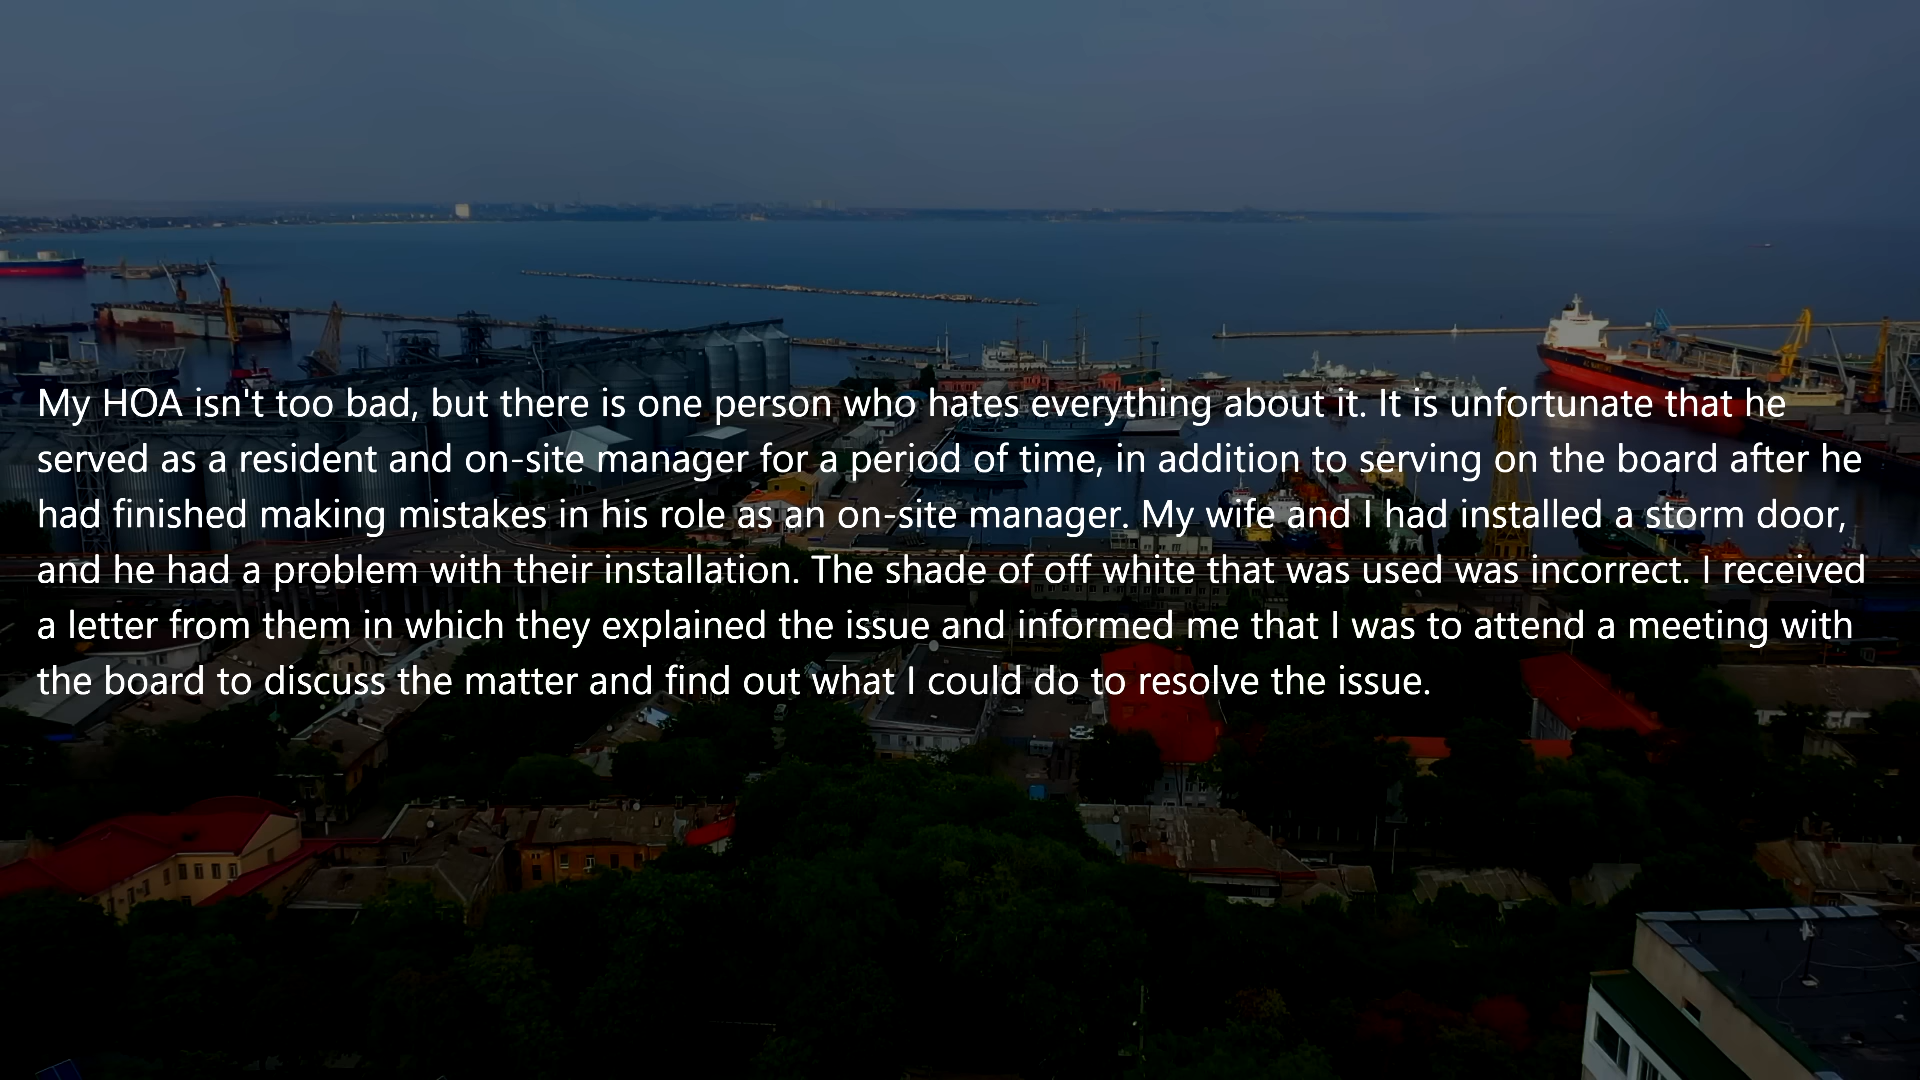 My HOA isn't too bad, but there is one person who hates everything about it. It is unfortunate that he
served as a resident and on-site manager for a period of time, in addition to serving on the board after he
had finished making mistakes in his role as an on-site manager. My wife and I had installed a storm door,
and he had a problem with their installation. The shade of off white that was used was incorrect. I received
a letter from them in which they explained the issue and informed me that I was to attend a meeting with
the board to discuss the matter and find out what I could do to resolve the issue.